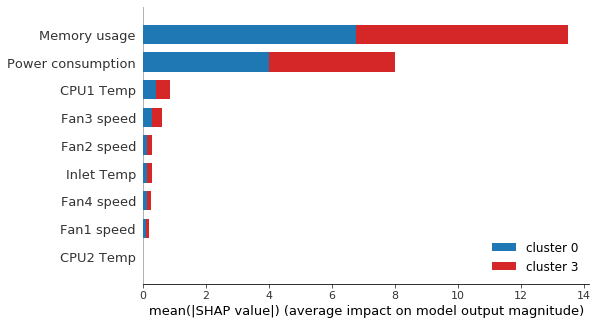 Memory usage
Power consumption
CPU1 Temp
Fan3 speed
Fan2 speed
Inlet Temp
Fan4 speed
Fan1 speed
CPU2 Temp
cluster 0
cluster 3
0 2 4 6 8 10 12 14
mean(|SHAP value|) (average impact on model output magnitude)